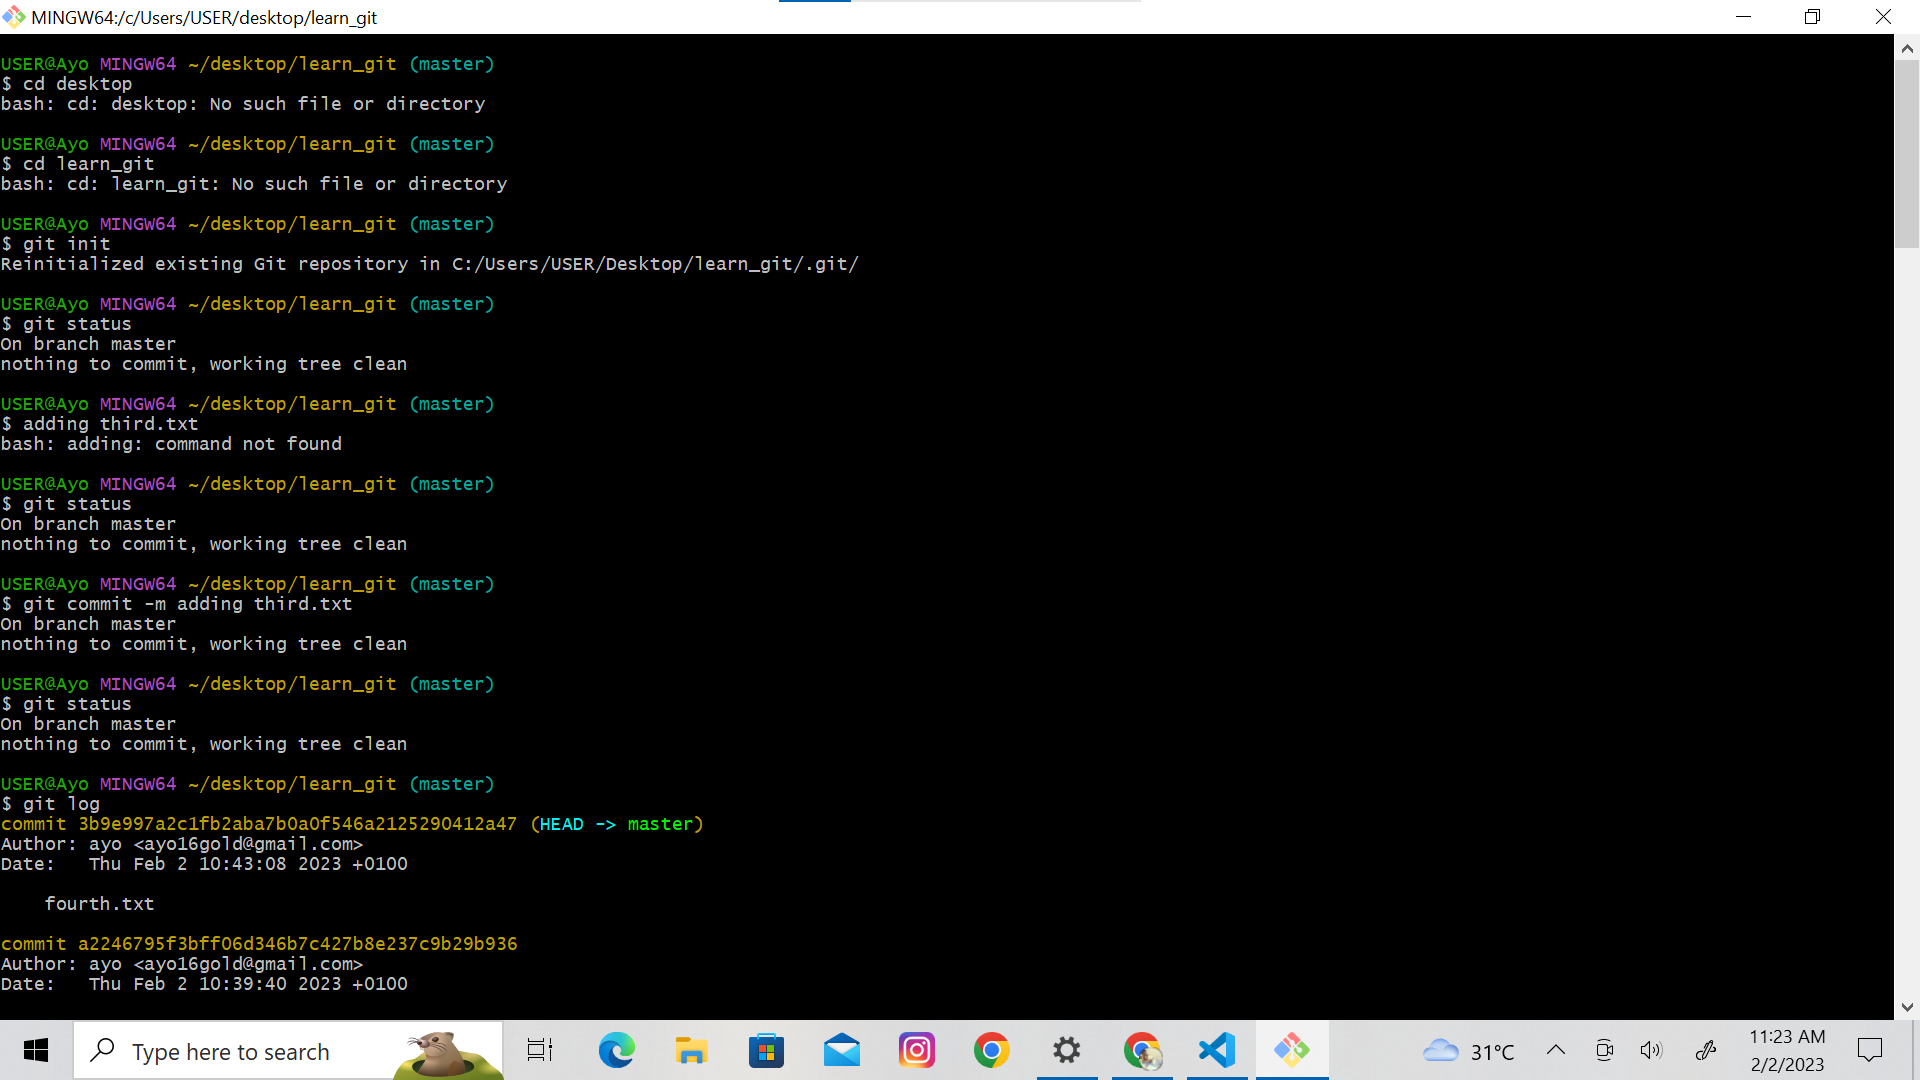 MINGW64:/c/Users/USER/desktop/learn_git
USER@Ayo MINGW64 ~/desktop/learn_git (master)
$ cd desktop
bash: cd: desktop: No such file or directory
USER@Ayo MINGW64 ~/desktop/learn_git (master)
$ cd learn_git
bash: cd: learn_git: No such file or directory
USER@Ayo MINGW64 ~/desktop/learn_git (master)
$ git init
Reinitialized existing Git repository in C:/Users/USER/Desktop/learn_git/.git/
USER@Ayo MINGW64 ~/desktop/learn_git (master)
$ git status
On branch master
nothing to commit, working tree clean
USER@Ayo MINGW64 ~/desktop/learn_git (master)
$ adding third.txt
bash: adding: command not found
USER@Ayo MINGW64 ~/desktop/learn_git (master)
$ git status
On branch master
nothing to commit, working tree clean
USER@Ayo MINGW64 ~/desktop/learn_git (master)
$ git commit -m adding third.txt
On branch master
nothing to commit, working tree clean
USER@Ayo MINGW64 ~/desktop/learn_git (master)
$ git status
On branch master
nothing to commit, working tree clean
USER@Ayo MINGW64 ~/desktop/learn_git (master)
$ git log
commit 3b9e997a2c1fb2aba7b0a0f546a2125290412a47 (HEAD -> master)
Author: ayo <ayo16gold@gmail.com>
Date:   Thu Feb 2 10:43:08 2023 +0100
    fourth.txt
commit a2246795f3bff06d346b7c427b8e237c9b29b936
Author: ayo <ayo16gold@gmail.com>
Date:   Thu Feb 2 10:39:40 2023 +0100
Type here to search
31°C
11:23 AM
2/2/2023